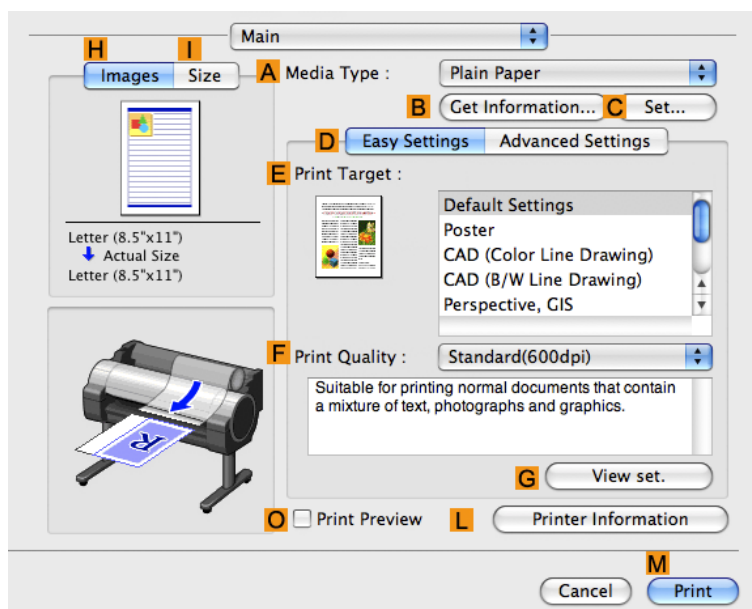 Main
H I
Images Size
A Media Type : Plain Paper
B Get Information... C Set...
D Easy Settings Advanced Settings
E Print Target :
Default Settings
Poster
CAD (Color Line Drawing)
CAD (B/W Line Drawing)
Perspective, GIS
Letter (8.5"x11")
Actual Size
Letter (8.5"x11")
F Print Quality : Standard(600dpi)
Suitable for printing normal documents that contain
a mixture of text, photographs and graphics.
R
G View set.
O Print Preview L Printer Information
M
Cancel Print